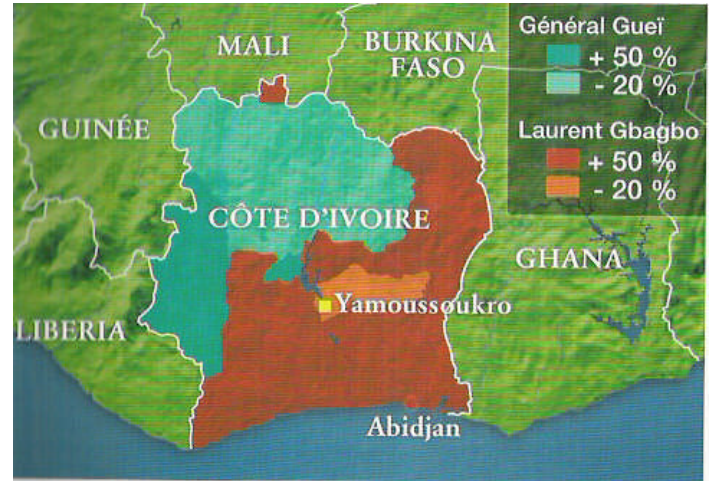 Général Gueï
+ 50 %
- 20 %
Laurent Gbagbo
+ 50 %
- 20 %
MALI
BURKINA
FASO
GUINÉE
CÔTE D'IVOIRE
GHANA
Yamoussoukro
LIBERIA
Abidjan